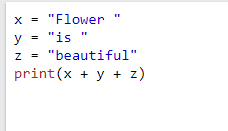 x = "Flower "
y = "is "
z = "beautiful"
print(x + y + z)